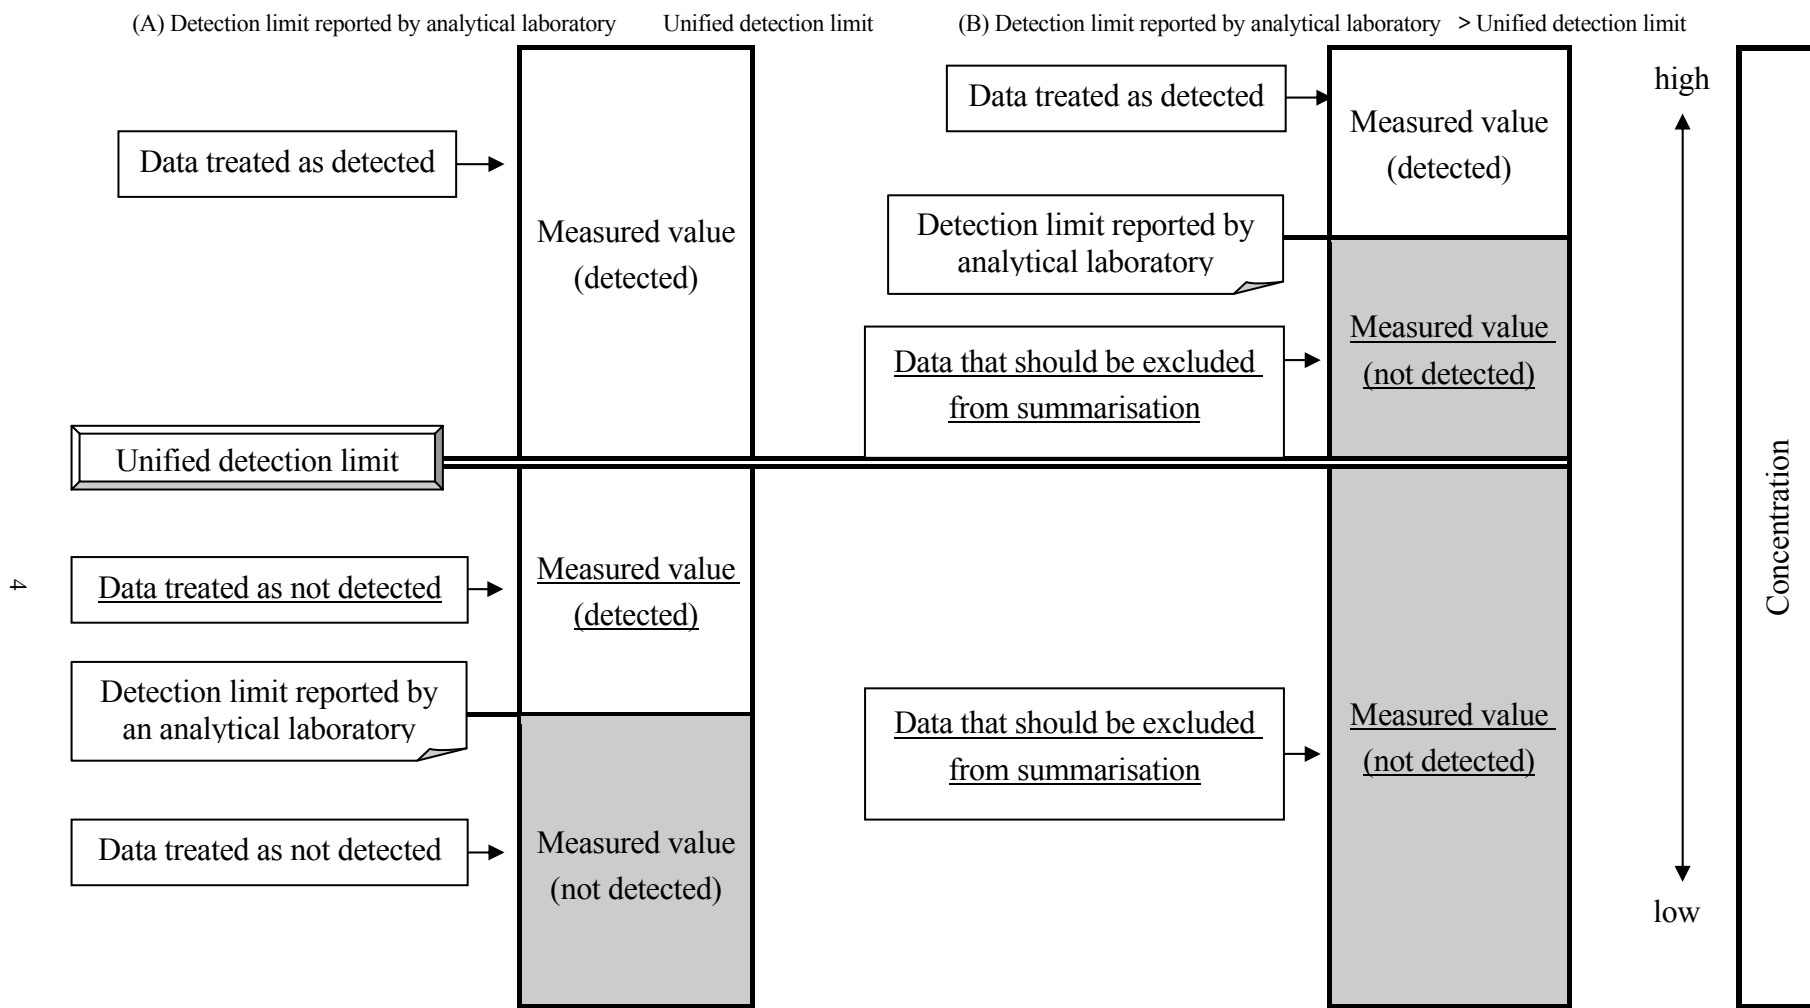 (A) Detection limit reported by analytical laboratory Unified detection limit
(B) Detection limit reported by analytical laboratory > Unified detection limit
Data treated as detected
Measured value
(detected)
Unified detection limit
Data treated as not detected
Measured value
(detected)
Detection limit reported by
an analytical laboratory
Data treated as not detected
Measured value
(not detected)
Data treated as detected
Measured value
(detected)
Detection limit reported by
analytical laboratory
Data that should be excluded
from summarisation
Measured value
(not detected)
Data that should be excluded
from summarisation
Measured value
(not detected)
high
low
Concentration
4